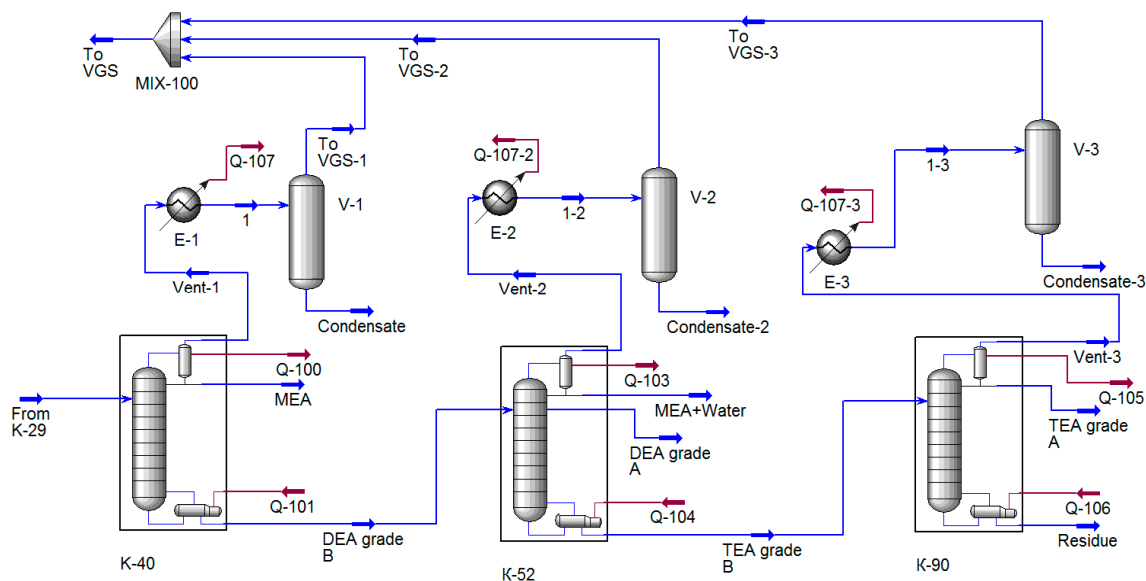 To
VGS
MIX-100
To
VGS-2
To
VGS-3
Q-107
To
VGS-1
V-1
E-1
1
Vent-1
Condensate
Q-107-2
V-2
E-2
1-2
Vent-2
Condensate-2
1-3
V-3
Q-107-3
E-3
Condensate-3
Vent-3
From
K-29
Q-100
MEA
Q-101
DEA grade
B
K-40
Q-103
MEA+Water
DEA grade
A
Q-104
TEA grade
B
K-52
Q-105
TEA grade
A
Q-106
Residue
K-90